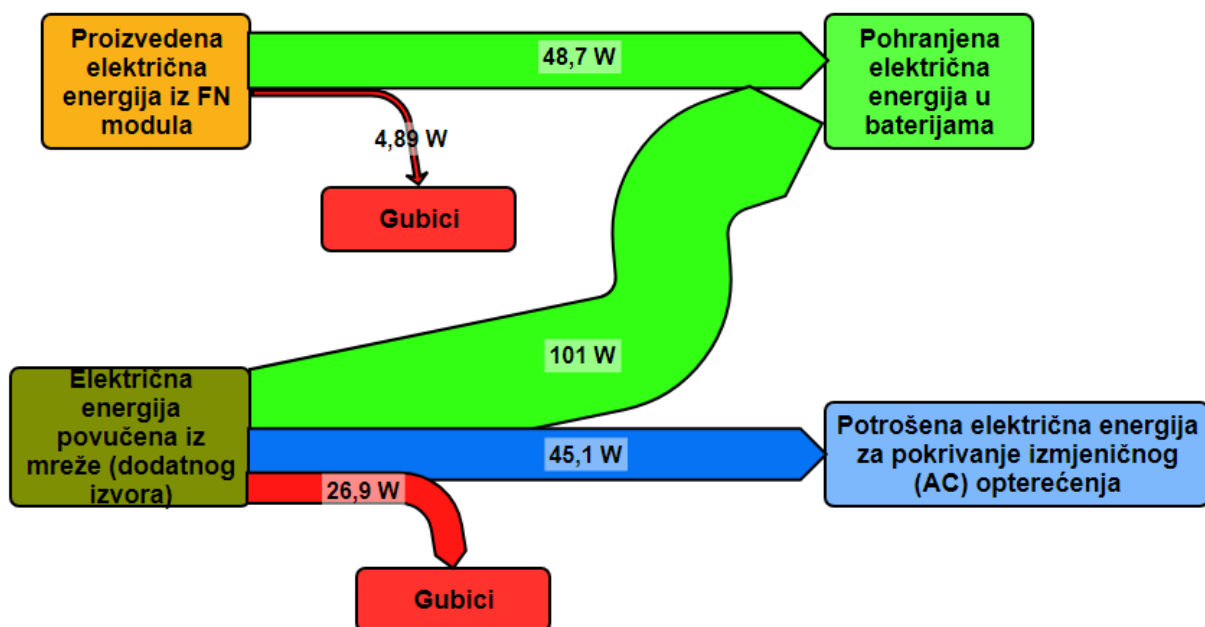 Proizvedena
električna
energija iz FN
modula
48,7 W
Pohranjena
električna
energija u
baterijama
4,89 W
Gubici
101 W
Električna
energija
povučena iz
mreže (dodatnog
izvora)
45,1 W
Potrošena električna energija
za pokrivanje izmjeničnog
(AC) opterećenja
26,9 W
Gubici